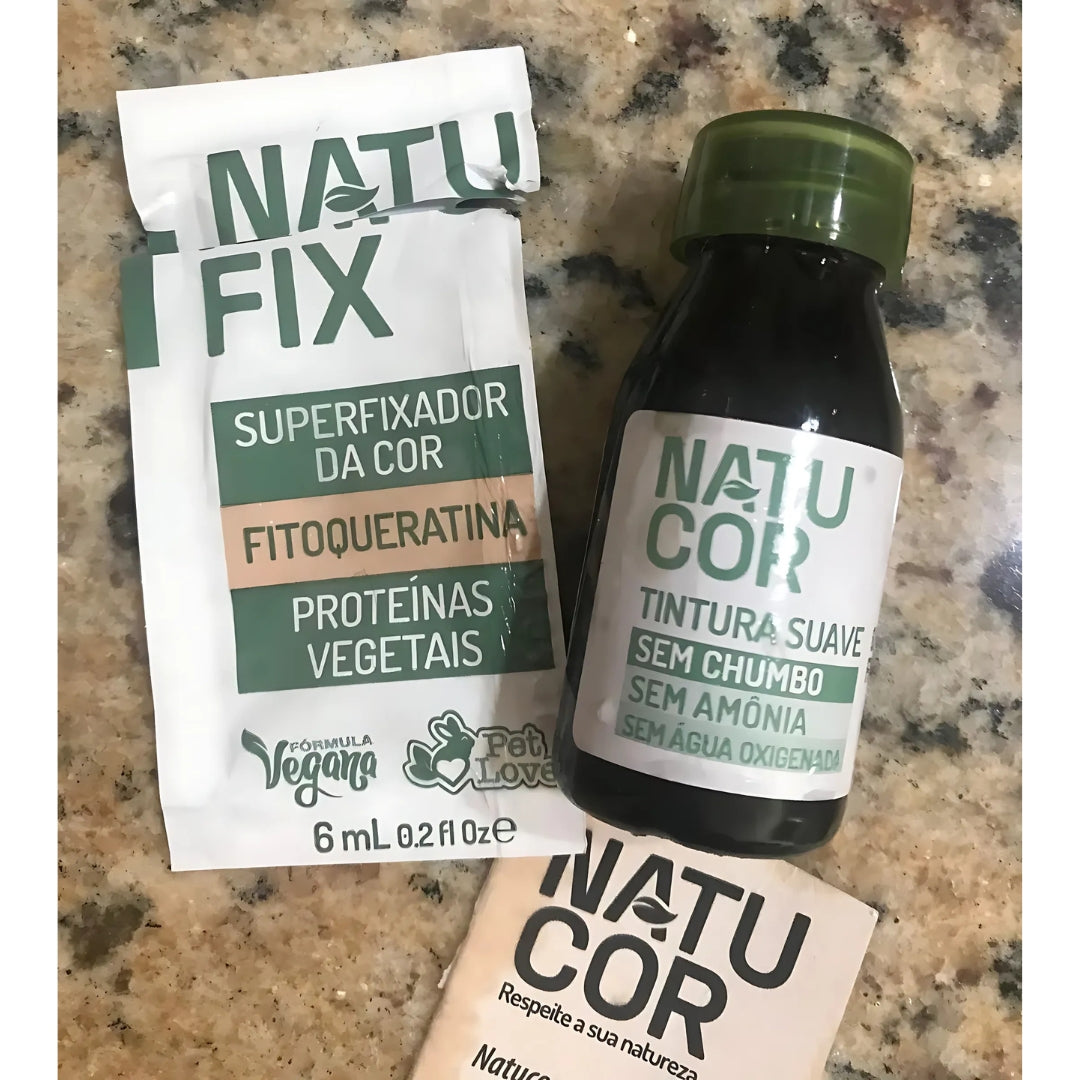 NATU
FIX
SUPERFIXADOR
DA COR
FITOQUERATINA
PROTEÍNAS
VEGETAIS
FÓRMULA
Vegana
Pet
Love
6 mL 0.2 fl Oz e
NATU
COR
TINTURA SUAVE
SEM CHUMBO
SEM AMÔNIA
SEM ÁGUA OXIGENADA
NATU
COR
Respeite a sua natureza